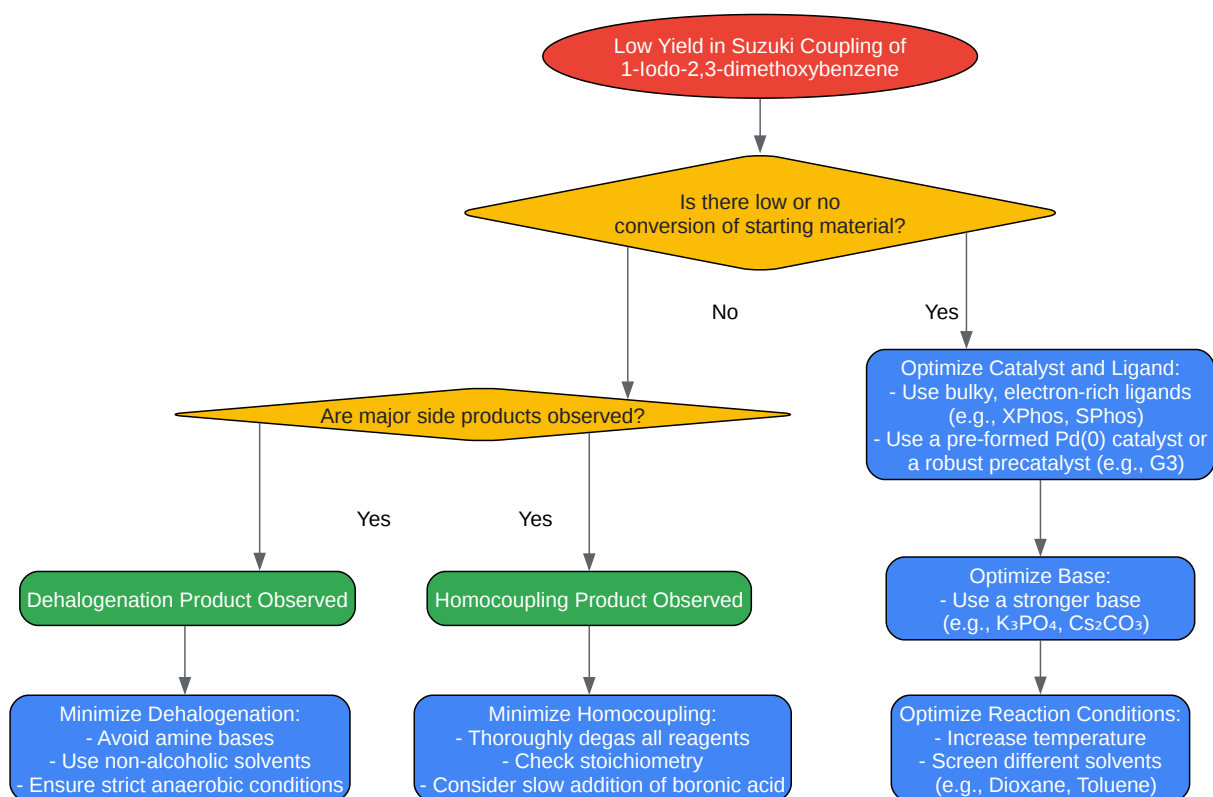 Low Yield in Suzuki Coupling of
1-Iodo-2,3-dimethoxybenzene
Is there low or no
conversion of starting material?
No
Yes
Optimize Catalyst and Ligand:
- Use bulky, electron-rich ligands
(e.g., XPhos, SPhos)
- Use a pre-formed Pd(0) catalyst or
a robust precatalyst (e.g., G3)
Are major side products observed?
Yes
Yes
Dehalogenation Product Observed
Homocoupling Product Observed
Optimize Base:
- Use a stronger base
(e.g., K₃PO₄, Cs₂CO₃)
Minimize Dehalogenation:
- Avoid amine bases
- Use non-alcoholic solvents
- Ensure strict anaerobic conditions
Minimize Homocoupling:
- Thoroughly degas all reagents
- Check stoichiometry
- Consider slow addition of boronic acid
Optimize Reaction Conditions:
- Increase temperature
- Screen different solvents
(e.g., Dioxane, Toluene)